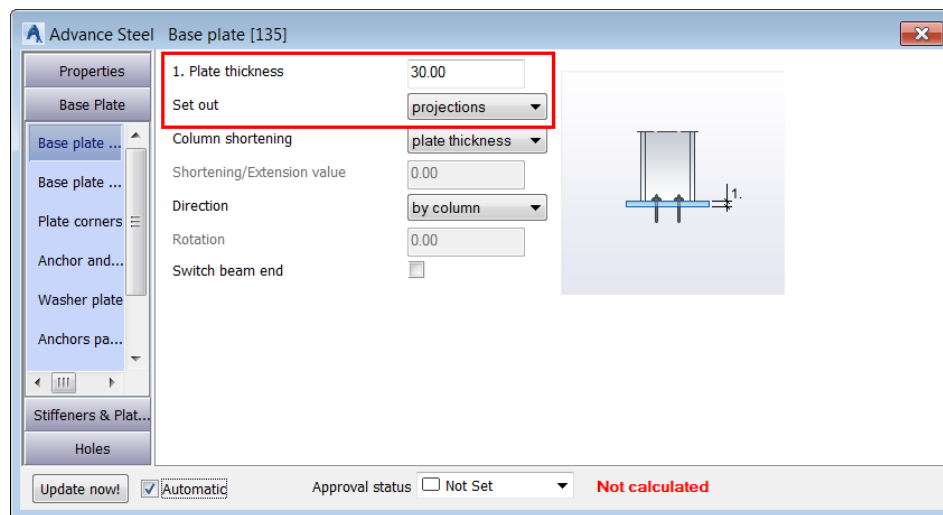 Advance Steel Base plate [135]
Properties
Base Plate
Base plate ...
Base plate ...
Plate corners
Anchor and...
Washer plate
Anchors pa...
Stiffeners & Plat...
Holes
1. Plate thickness 30.00
Set out projections
Column shortening plate thickness
Shortening/Extension value 0.00
Direction by column
Rotation 0.00
Switch beam end
1.
Update now! Automatic Approval status Not Set Not calculated